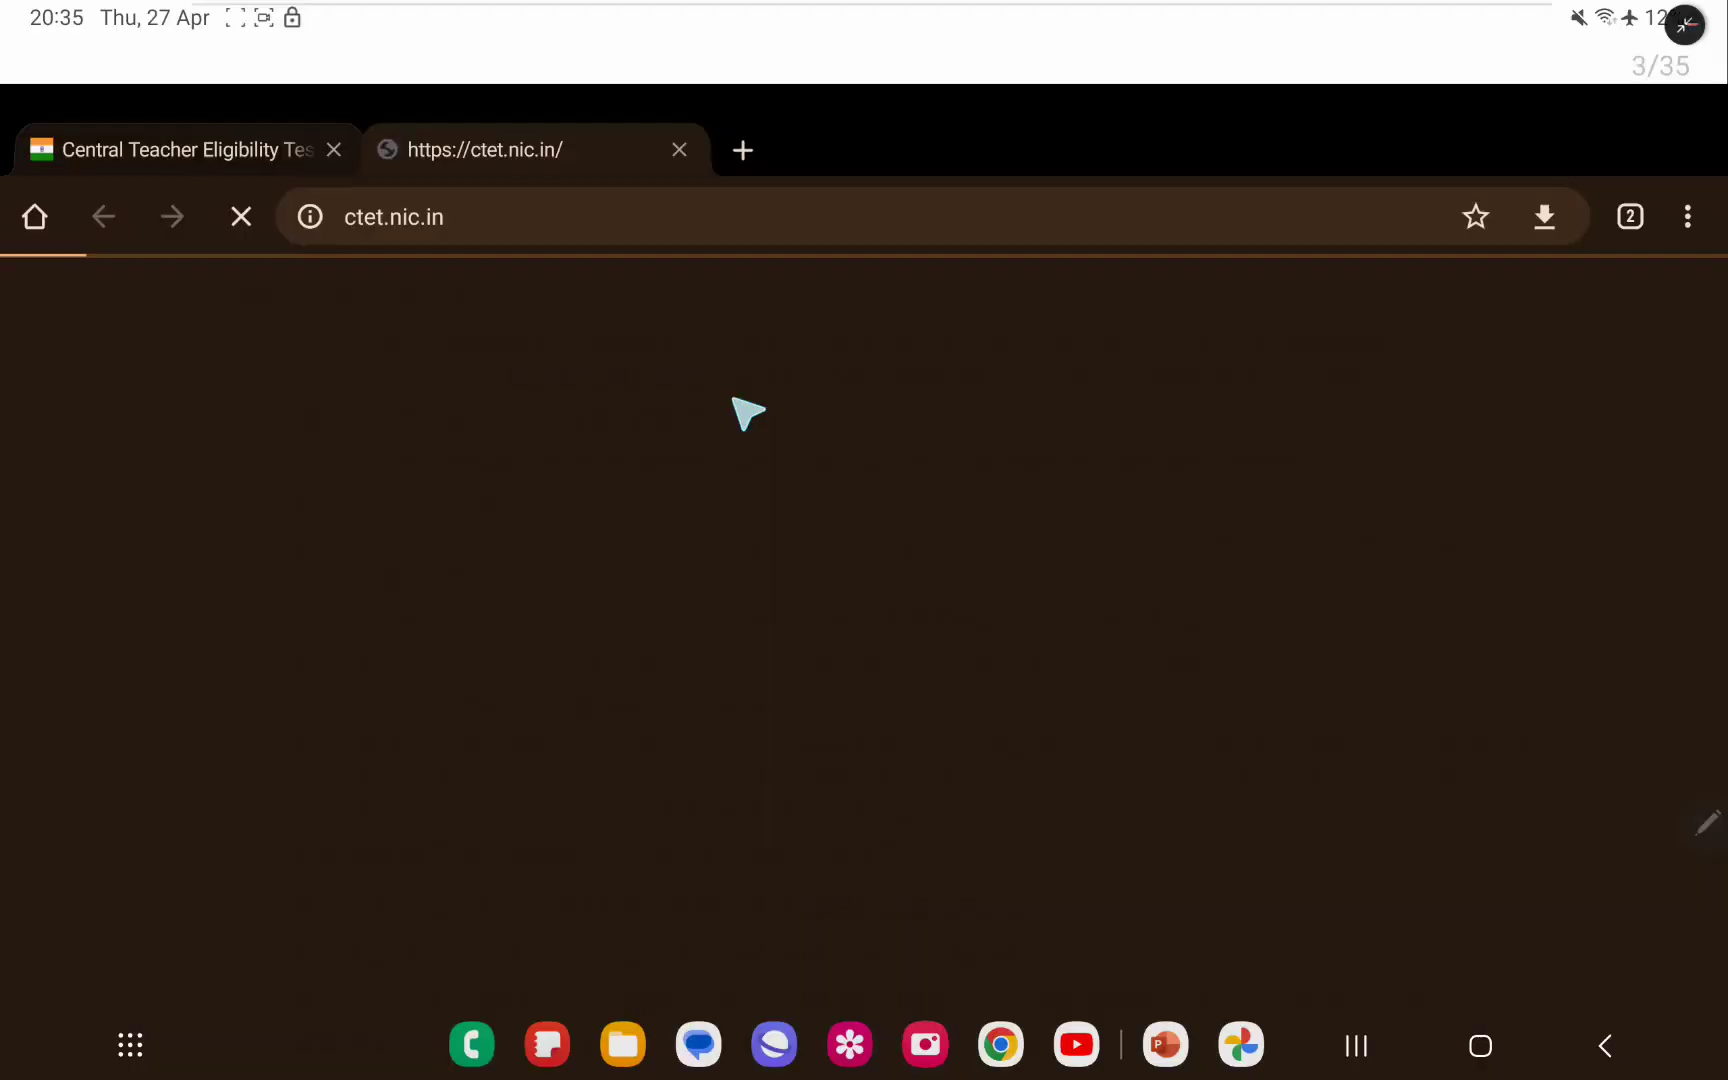 20:35 Thu, 27 Apr
12
3/35
Central Teacher Eligibility Tes
https://ctet.nic.in/
ctet.nic.in
2
P